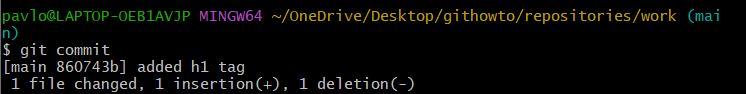 pavlo@LAPTOP-OEB1AVJP MINGW64 ~/OneDrive/Desktop/githowto/repositories/work (mai
n)
$ git commit
[main 860743b] added h1 tag
 1 file changed, 1 insertion(+), 1 deletion(-)